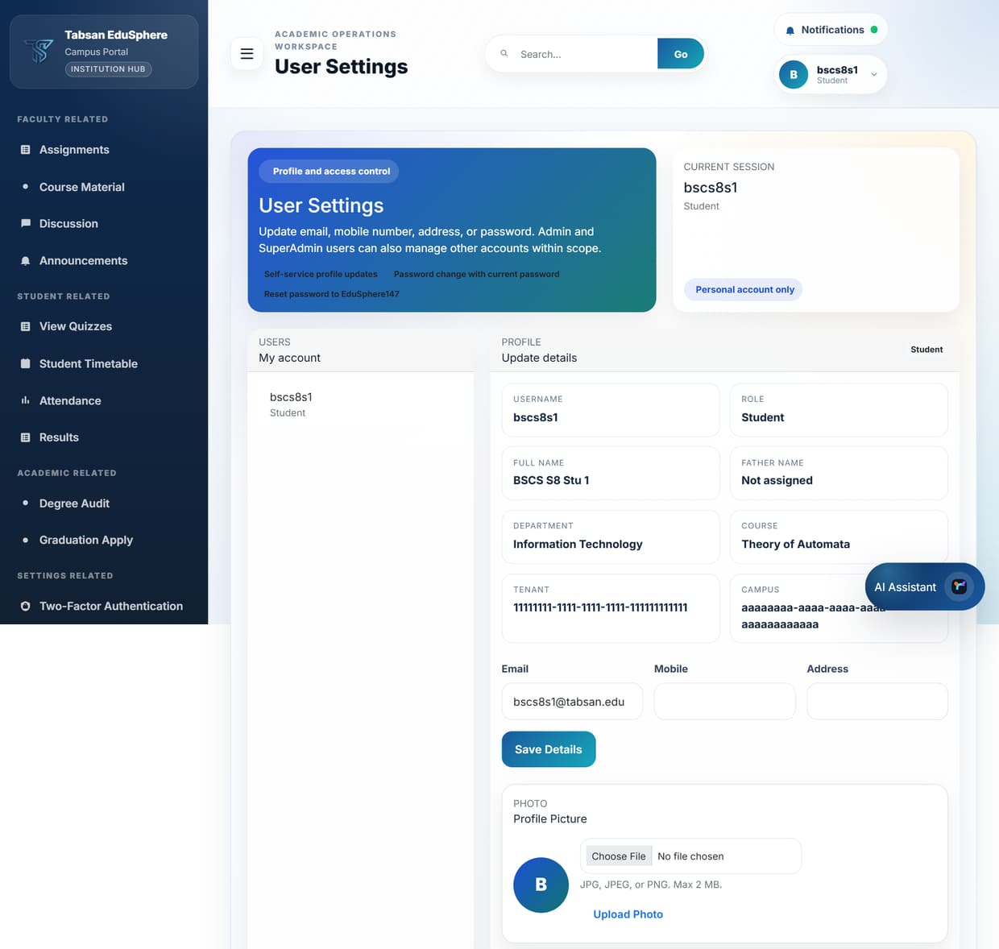 Tabsan EduSphere
Campus Portal
INSTITUTION HUB
FACULTY RELATED
Assignments
Course Material
Discussion
Announcements
STUDENT RELATED
View Quizzes
Student Timetable
Attendance
Results
ACADEMIC RELATED
Degree Audit
Graduation Apply
SETTINGS RELATED
Two-Factor Authentication
ACADEMIC OPERATIONS
WORKSPACE
User Settings
Search...
Go
Notifications
B
bscs8s1
Student
Profile and access control
User Settings
Update email, mobile number, address, or password. Admin and
SuperAdmin users can also manage other accounts within scope.
Self-service profile updates
Password change with current password
Reset password to EduSphere147
CURRENT SESSION
bscs8s1
Student
Personal account only
USERS
My account
bscs8s1
Student
PROFILE
Update details
Student
USERNAME
bscs8s1
ROLE
Student
FULL NAME
BSCS S8 Stu 1
FATHER NAME
Not assigned
DEPARTMENT
Information Technology
COURSE
Theory of Automata
TENANT
11111111-1111-1111-1111-111111111111
CAMPUS
aaaaaaaa-aaaa-aaaa-aaaa-
aaaaaaaaaaaa
AI Assistant
Email
Mobile
Address
bscs8s1@tabsan.edu
Save Details
PHOTO
Profile Picture
B
Choose File
No file chosen
JPG, JPEG, or PNG. Max 2 MB.
Upload Photo